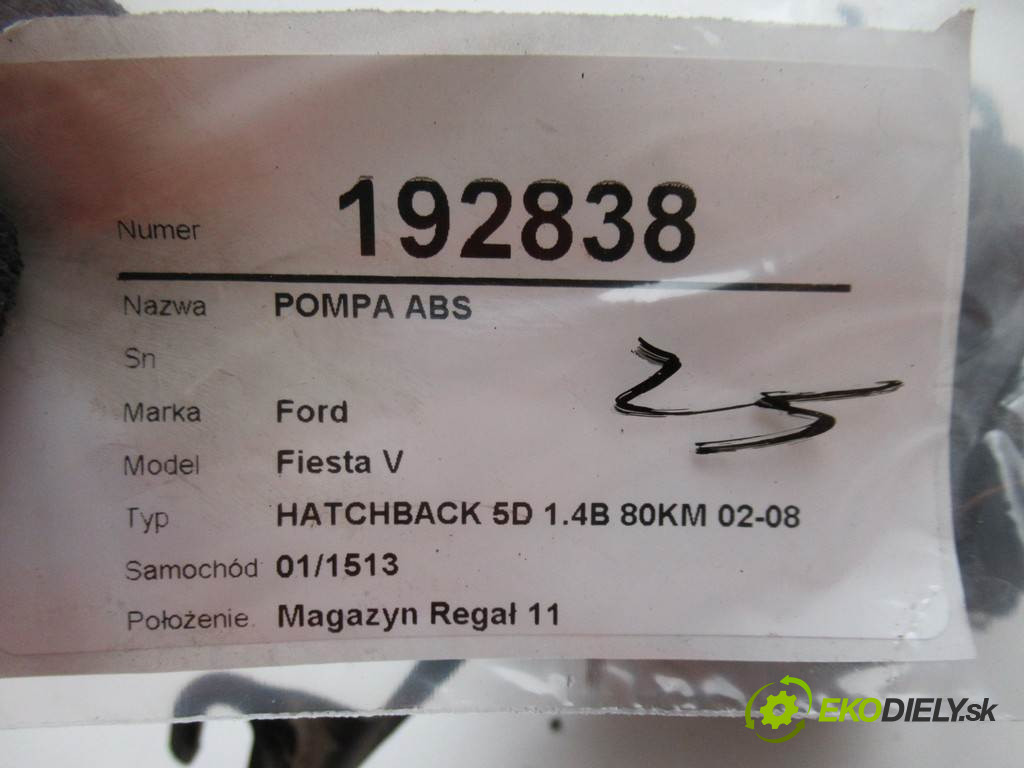 Numer 192838
Nazwa POMPA ABS
Sn
Marka Ford
Model Fiesta V
Typ HATCHBACK 5D 1.4B 80KM 02-08
Samochód 01/1513
Położenie Magazyn Regał 11
25
EKODIELY.sk